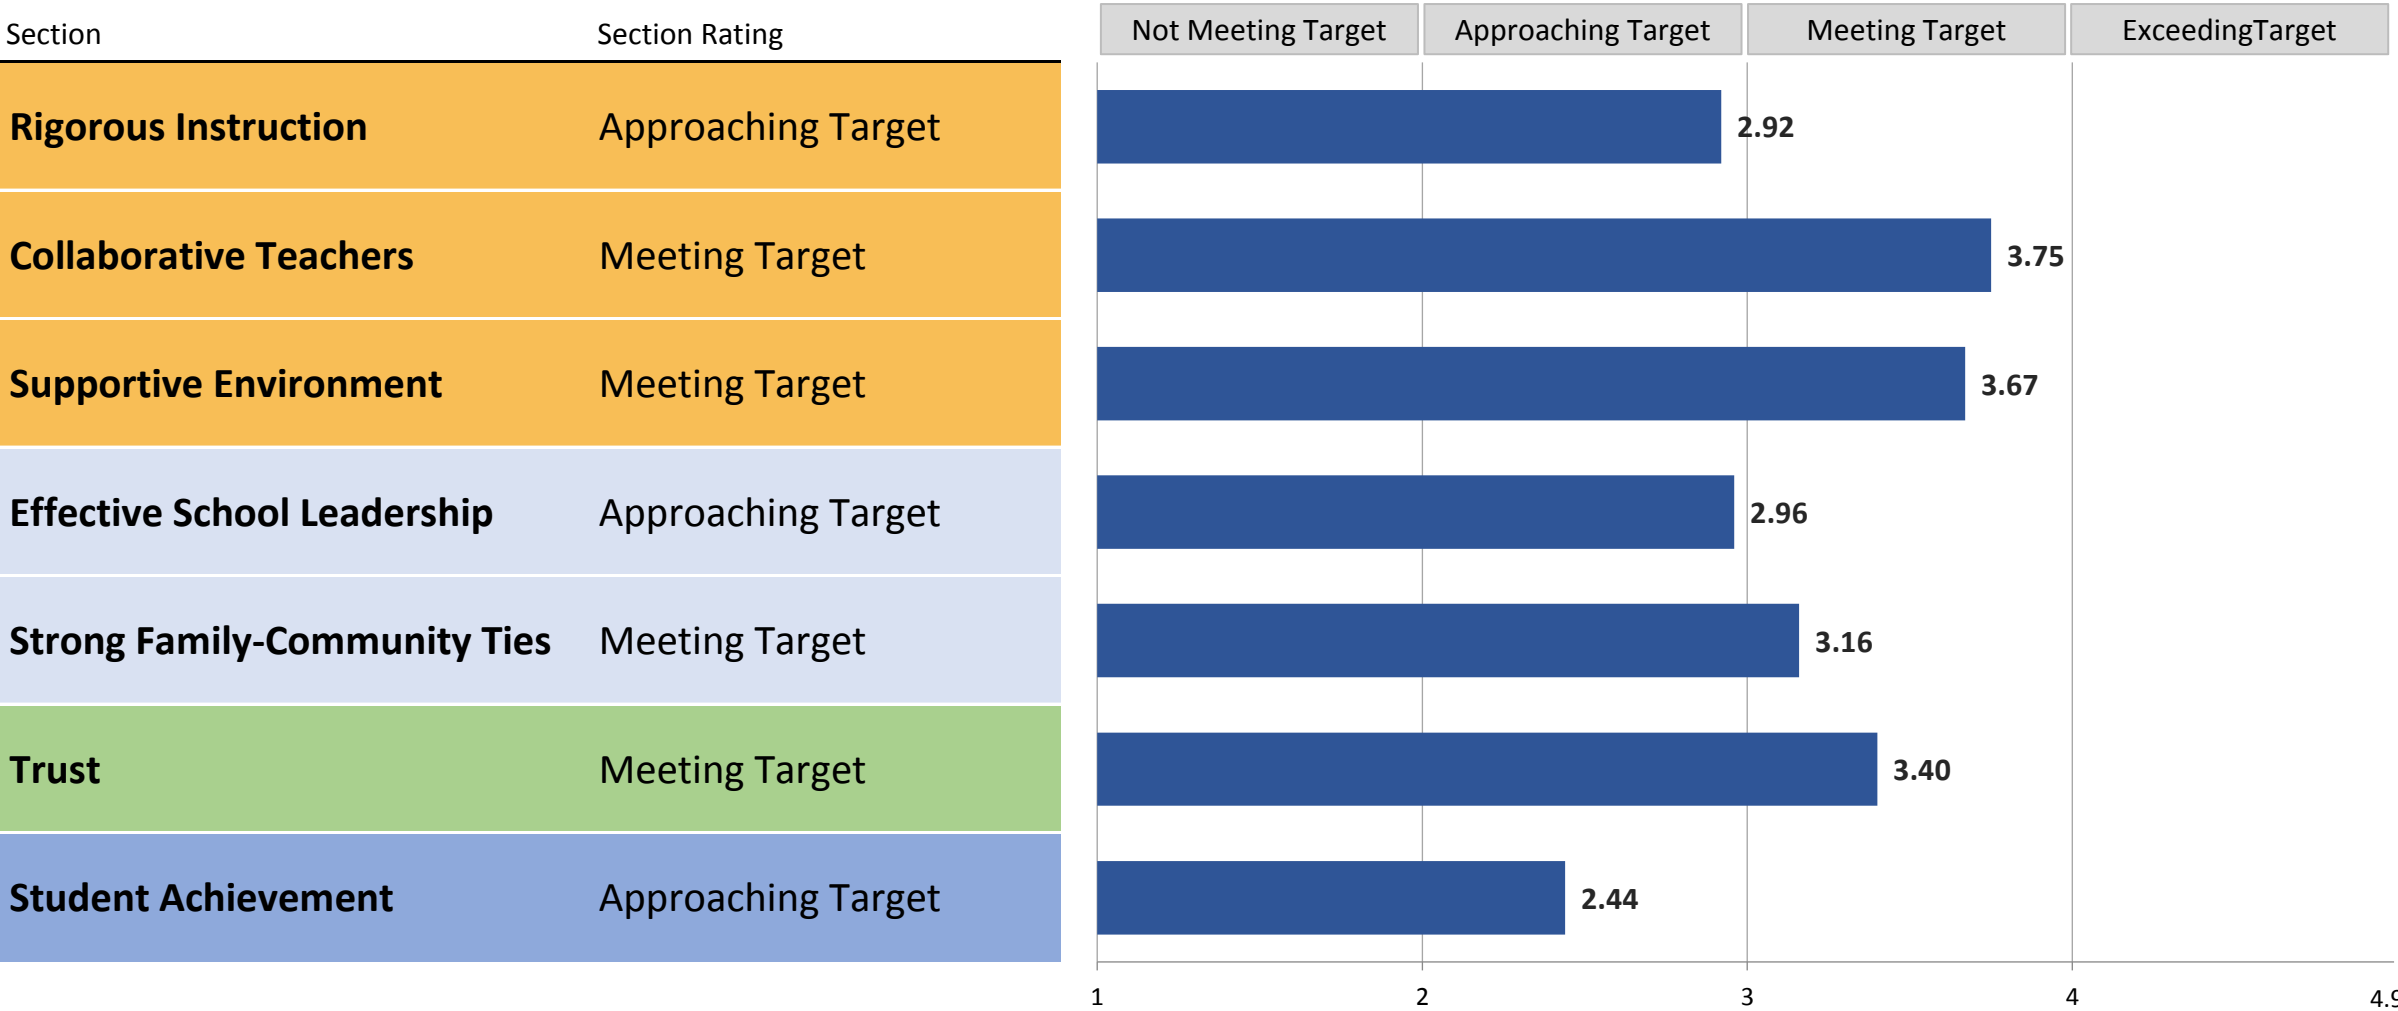 Section Section Rating Not Meeting Target Approaching Target Meeting Target ExceedingTarget
Rigorous Instruction Approaching Target 2.92
Collaborative Teachers Meeting Target 3.75
Supportive Environment Meeting Target 3.67
Effective School Leadership Approaching Target 2.96
Strong Family-Community Ties Meeting Target 3.16
Trust Meeting Target 3.40
Student Achievement Approaching Target 2.44
1 2 3 4 4.9